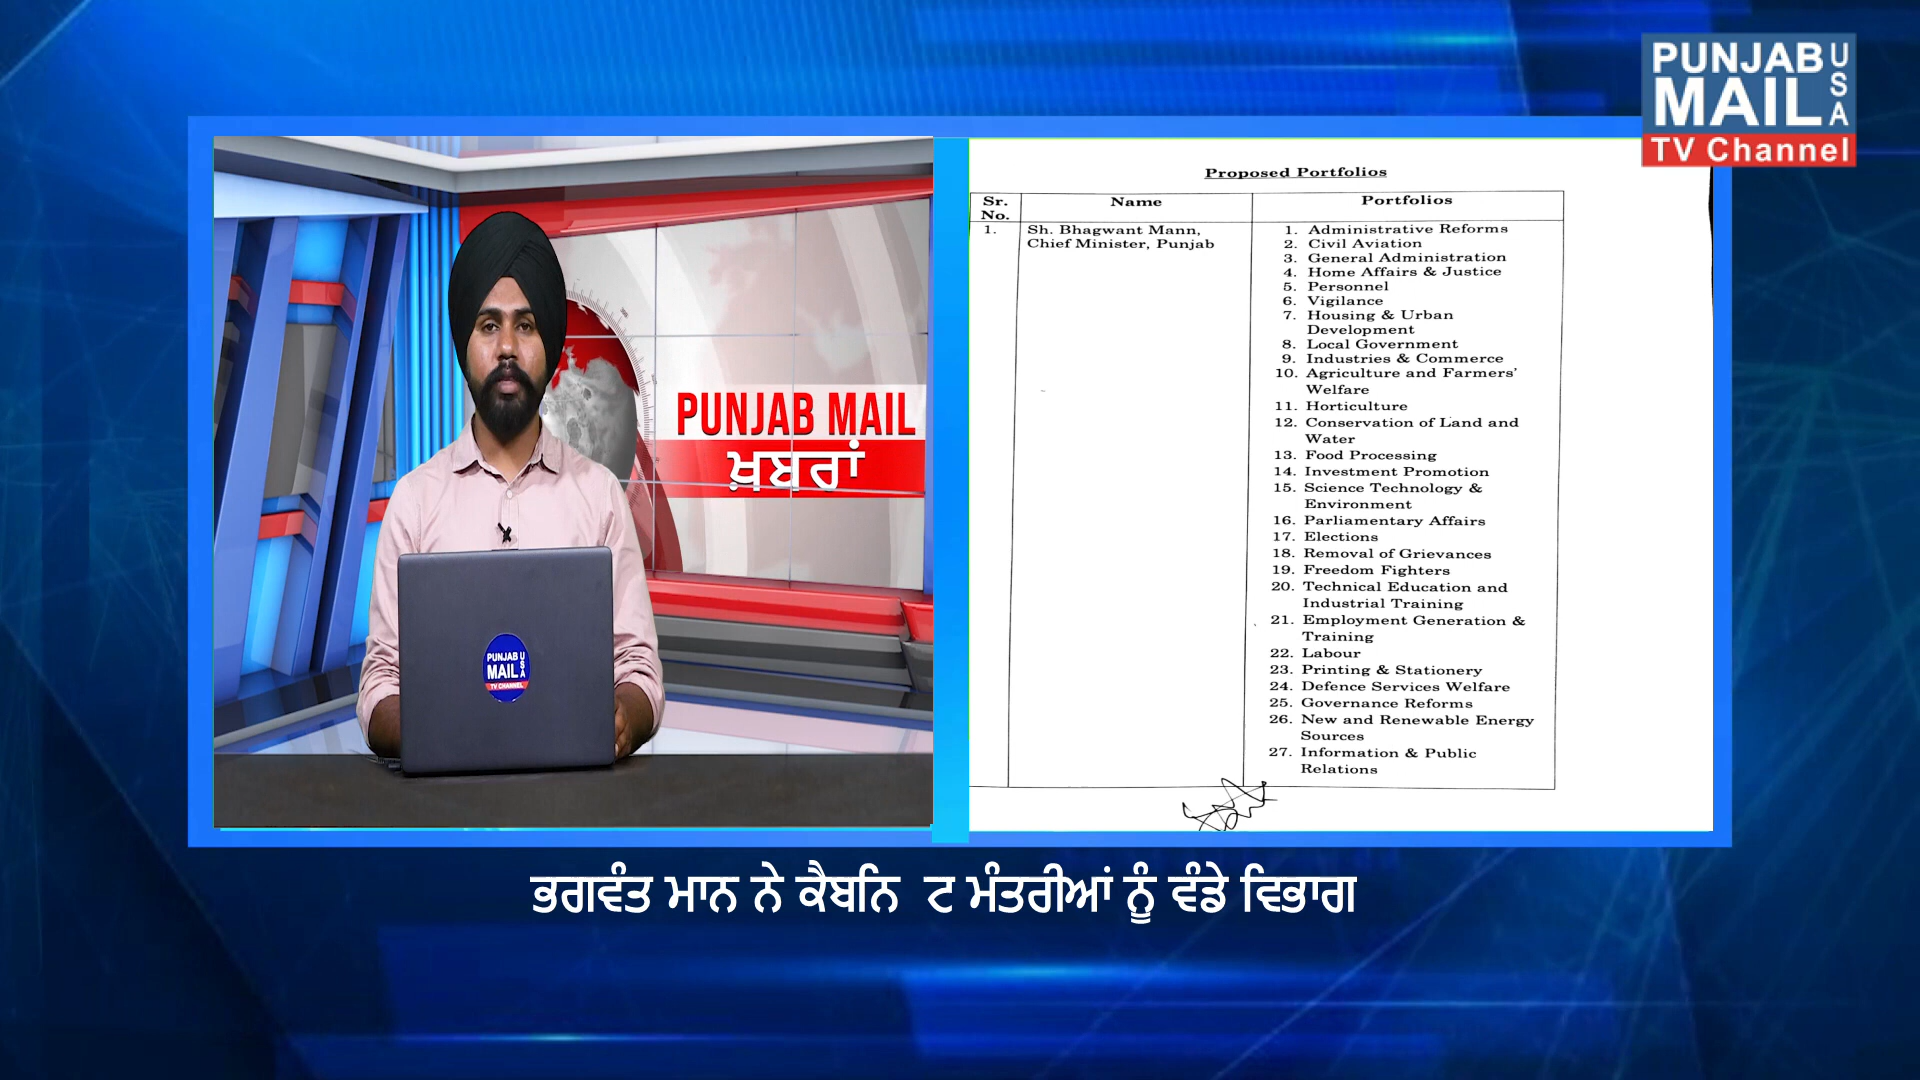 PUNJAB USA
MAIL
TV Channel
PUNJAB MAIL
ਖ਼ਬਰਾਂ
PUNJAB USA
MAIL
TV CHANNEL
Proposed Portfolios
Sr. No. Name Portfolios
1. Sh. Bhagwant Mann,
Chief Minister, Punjab
1. Administrative Reforms
2. Civil Aviation
3. General Administration
4. Home Affairs & Justice
5. Personnel
6. Vigilance
7. Housing & Urban
Development
8. Local Government
9. Industries & Commerce
10. Agriculture and Farmers'
Welfare
11. Horticulture
12. Conservation of Land and
Water
13. Food Processing
14. Investment Promotion
15. Science Technology &
Environment
16. Parliamentary Affairs
17. Elections
18. Removal of Grievances
19. Freedom Fighters
20. Technical Education and
Industrial Training
21. Employment Generation &
Training
22. Labour
23. Printing & Stationery
24. Defence Services Welfare
25. Governance Reforms
26. New and Renewable Energy
Sources
27. Information & Public
Relations
ਭਗਵੰਤ ਮਾਨ ਨੇ ਕੈਬਨਿ ਟ ਮੰਤਰੀਆਂ ਨੂੰ ਵੰਡੇ ਵਿਭਾਗ